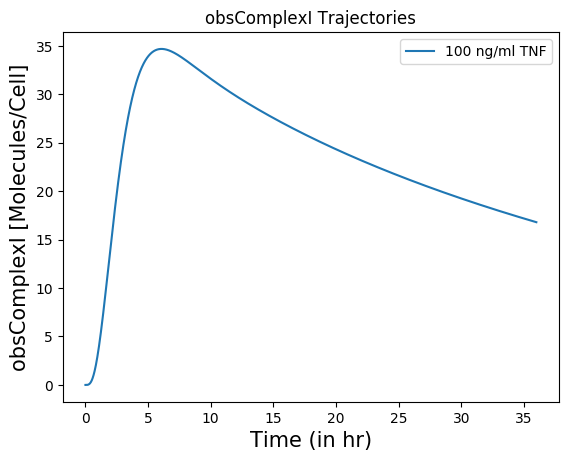 obsComplexI Trajectories
100 ng/ml TNF
obsComplexI [Molecules/Cell]
35
30
25
20
15
10
5
0
0 5 10 15 20 25 30 35
Time (in hr)